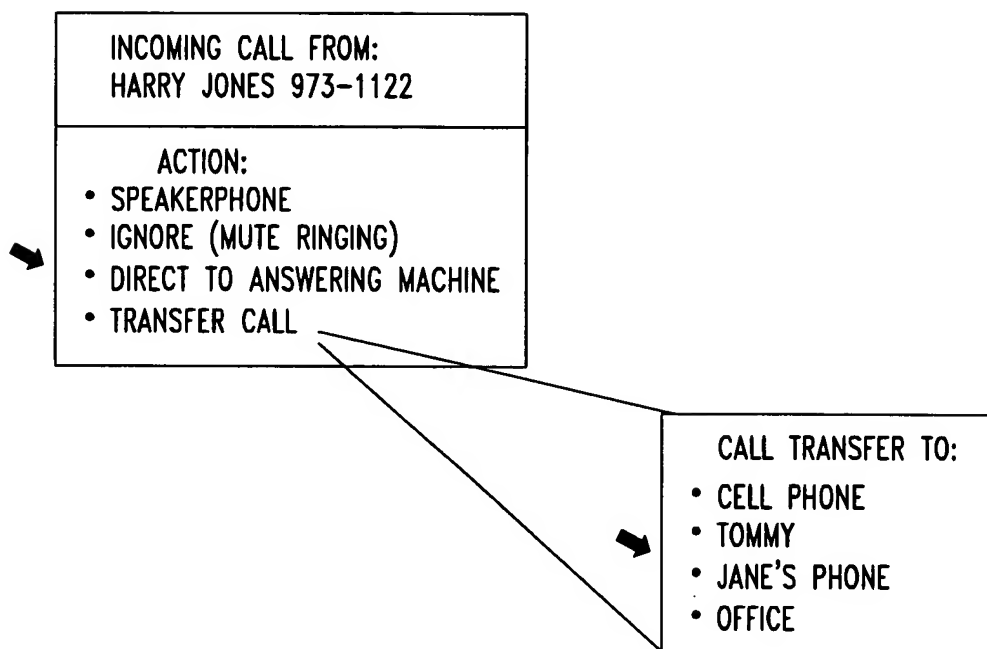 INCOMING CALL FROM:
HARRY JONES 973-1122
ACTION:
• SPEAKERPHONE
• IGNORE (MUTE RINGING)
• DIRECT TO ANSWERING MACHINE
• TRANSFER CALL
CALL TRANSFER TO:
• CELL PHONE
• TOMMY
• JANE'S PHONE
• OFFICE